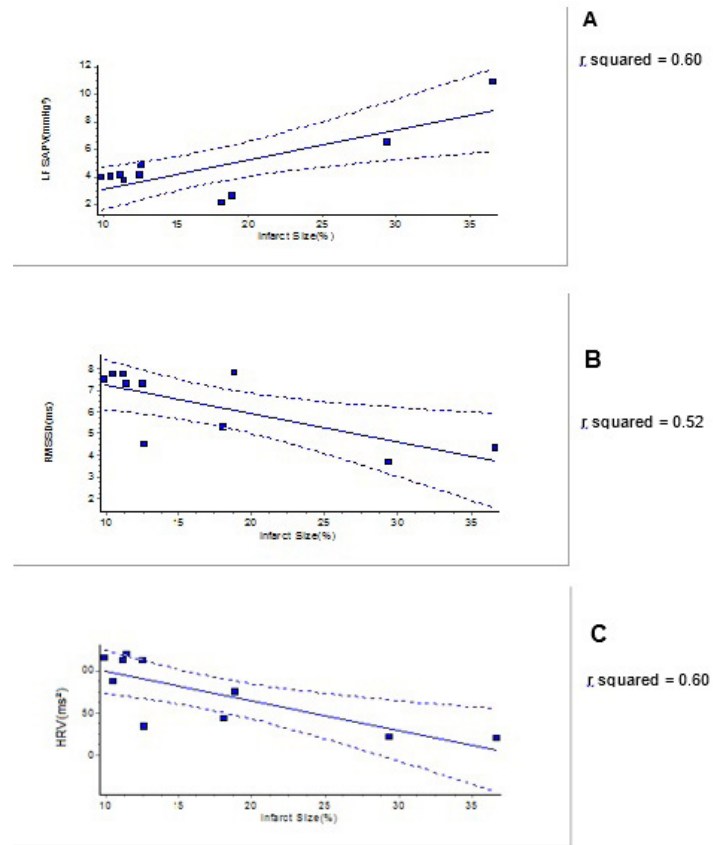 A
r squared = 0.60
LF SAPV(mmHg²)
12
10
8
6
4
2
10 15 20 25 30 35
Infarct Size(%)
B
r squared = 0.52
RMSSD(ms)
8
7
6
5
4
3
2
10 15 20 25 30 35
Infarct Size(%)
C
r squared = 0.60
HRV(ms²)
00
50
0
10 15 20 25 30 35
Infarct Size(%)